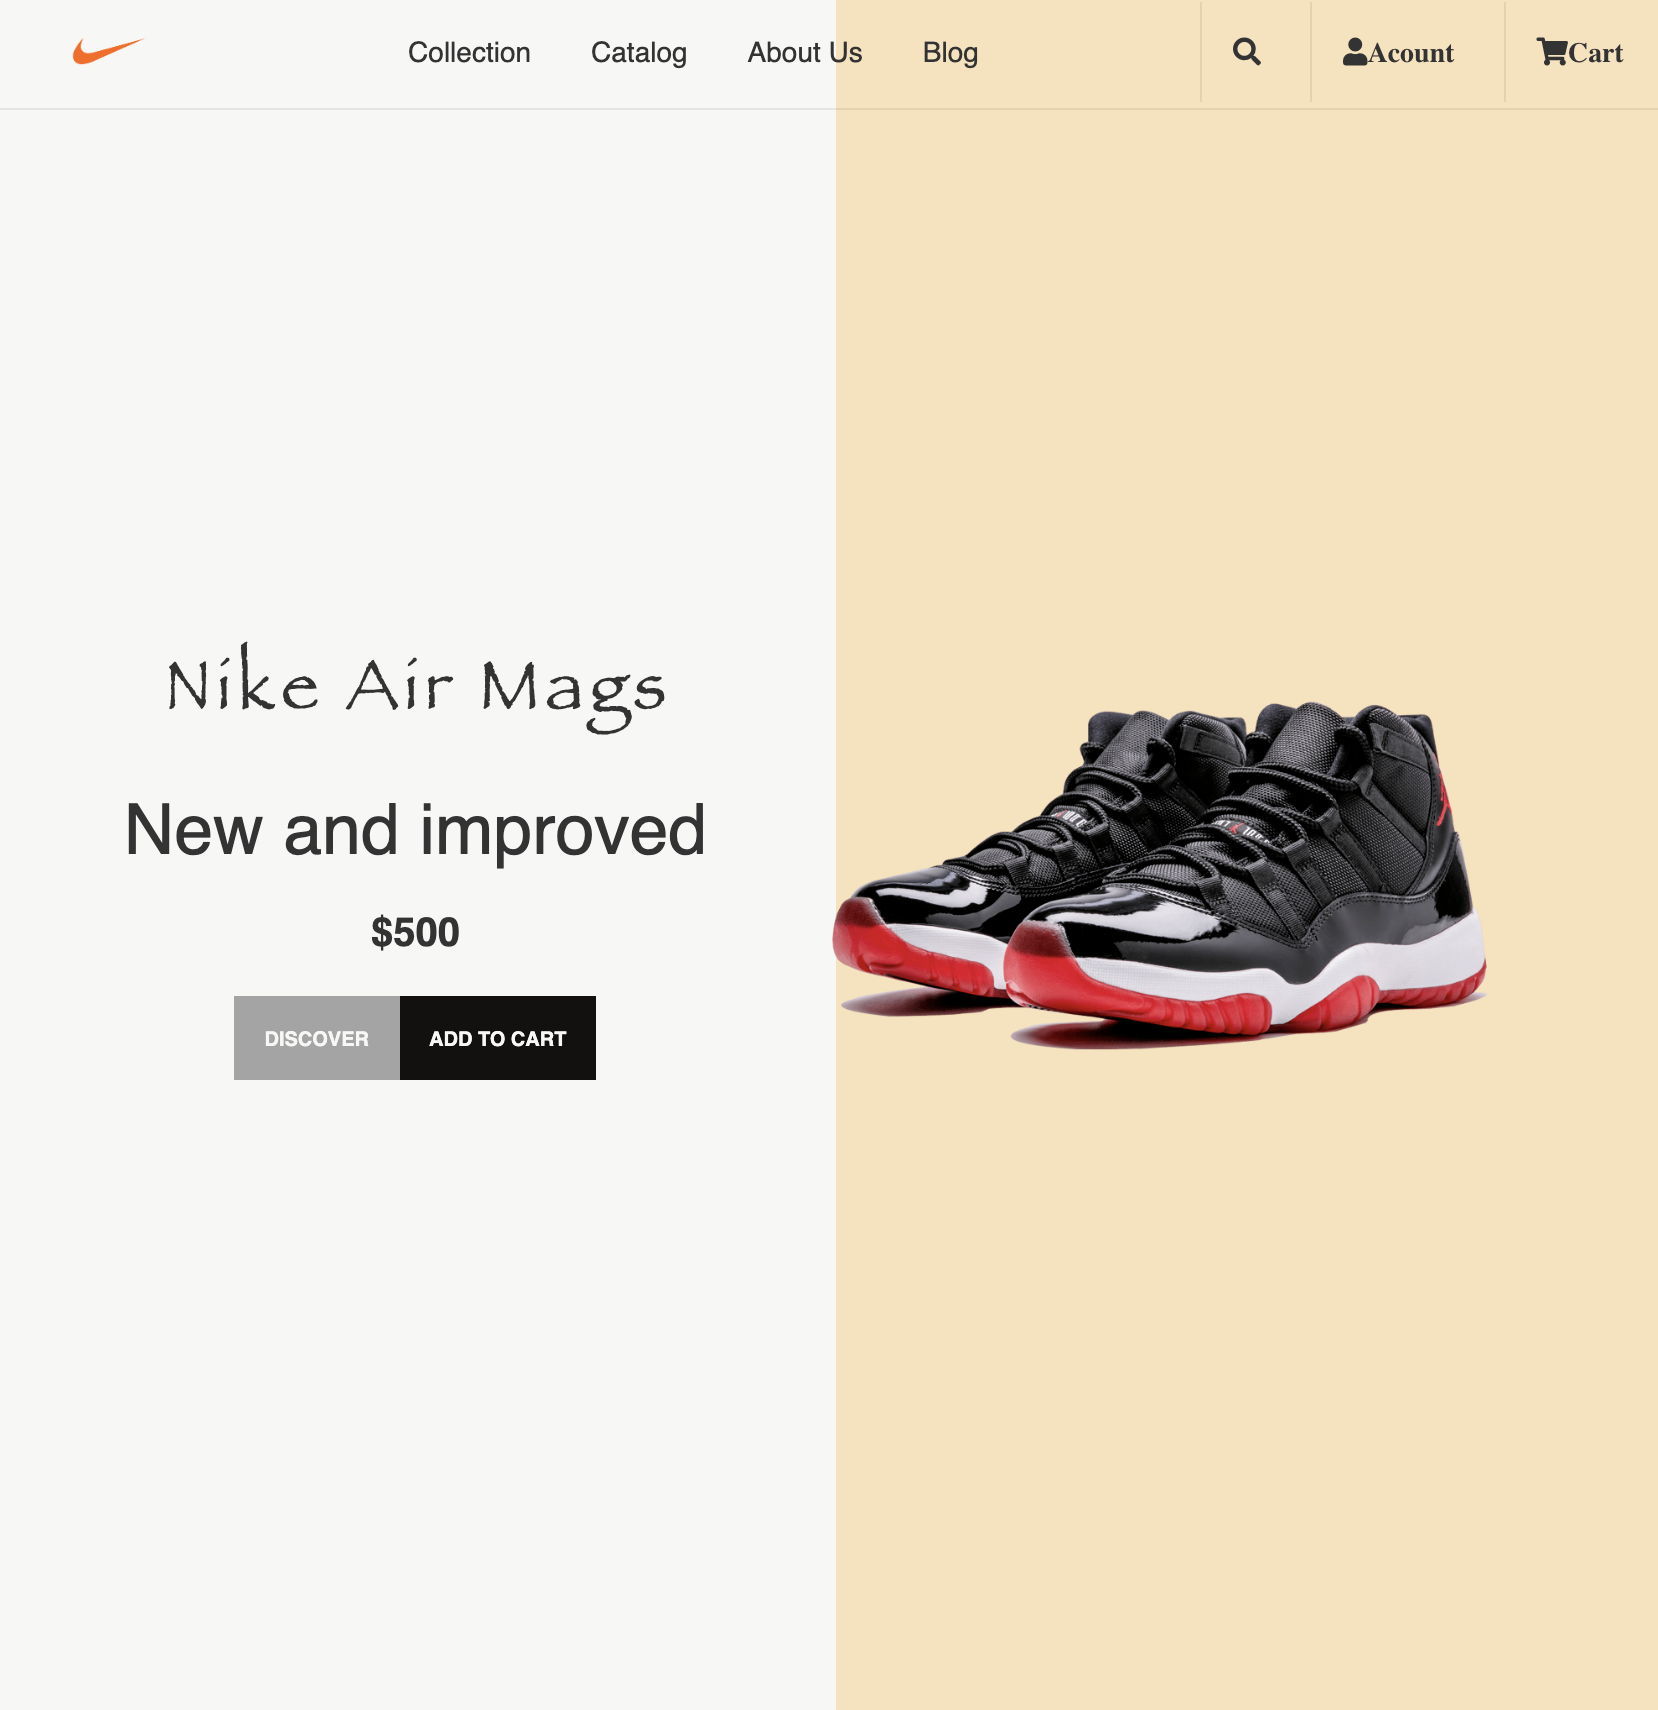 Collection Catalog About Us Blog Acount Cart
Nike Air Mags
New and improved
$500
DISCOVER ADD TO CART